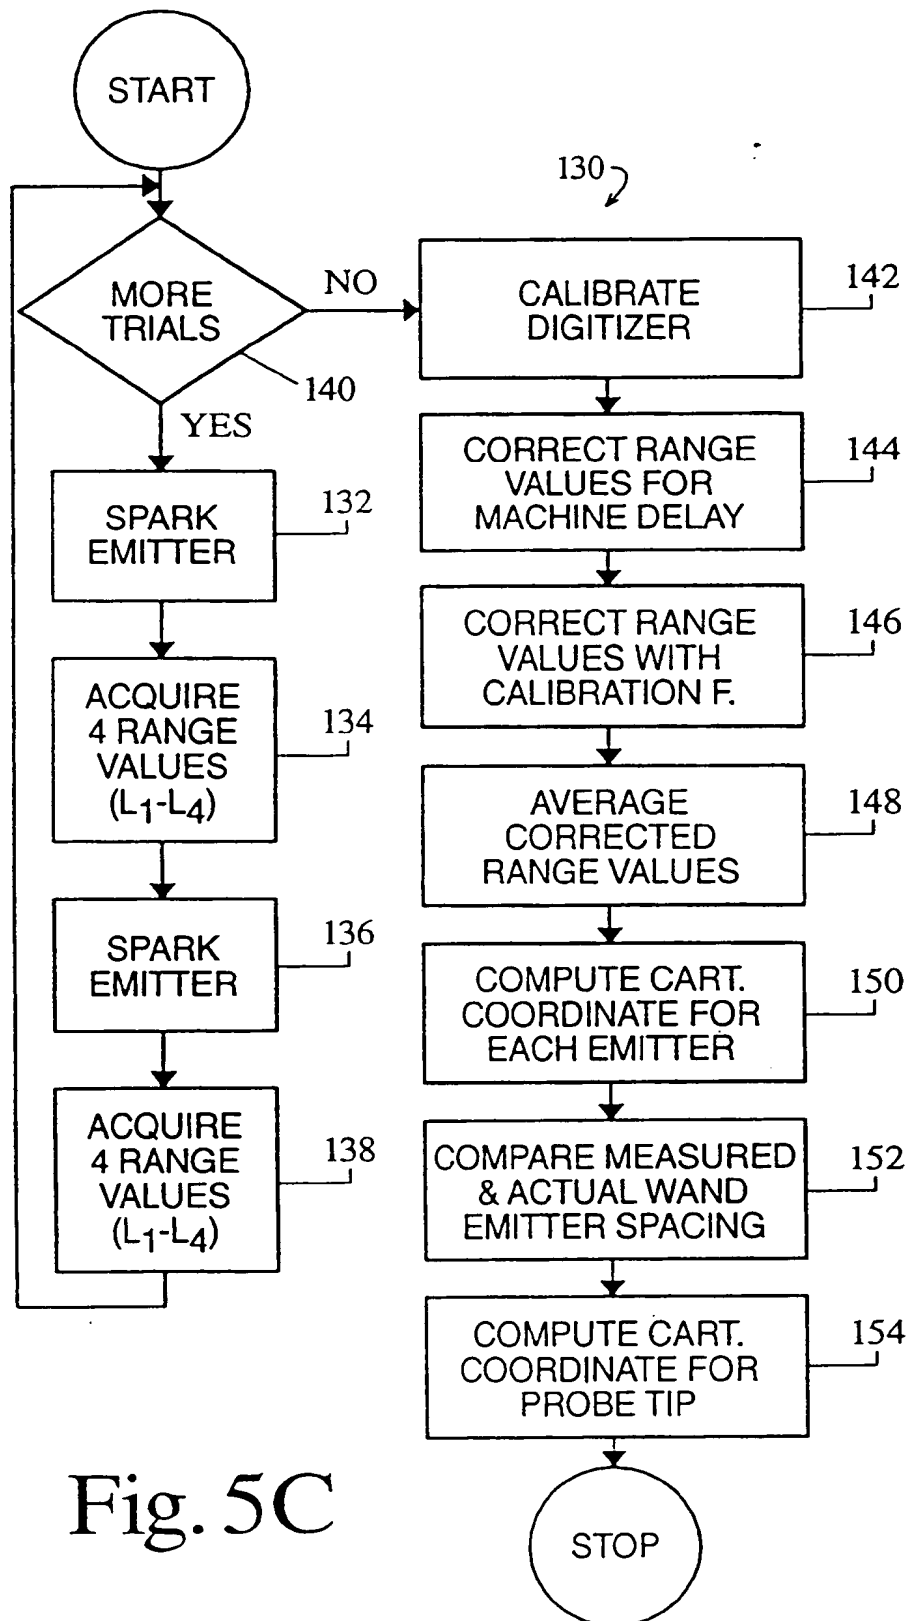 START
130
MORE
TRIALS
NO
140
YES
SPARK
EMITTER
132
ACQUIRE
4 RANGE
VALUES
(L1-L4)
134
SPARK
EMITTER
136
ACQUIRE
4 RANGE
VALUES
(L1-L4)
138
CALIBRATE
DIGITIZER
142
CORRECT RANGE
VALUES FOR
MACHINE DELAY
144
CORRECT RANGE
VALUES WITH
CALIBRATION F.
146
AVERAGE
CORRECTED
RANGE VALUES
148
COMPUTE CART.
COORDINATE FOR
EACH EMITTER
150
COMPARE MEASURED
& ACTUAL WAND
EMITTER SPACING
152
COMPUTE CART.
COORDINATE FOR
PROBE TIP
154
STOP
Fig. 5C